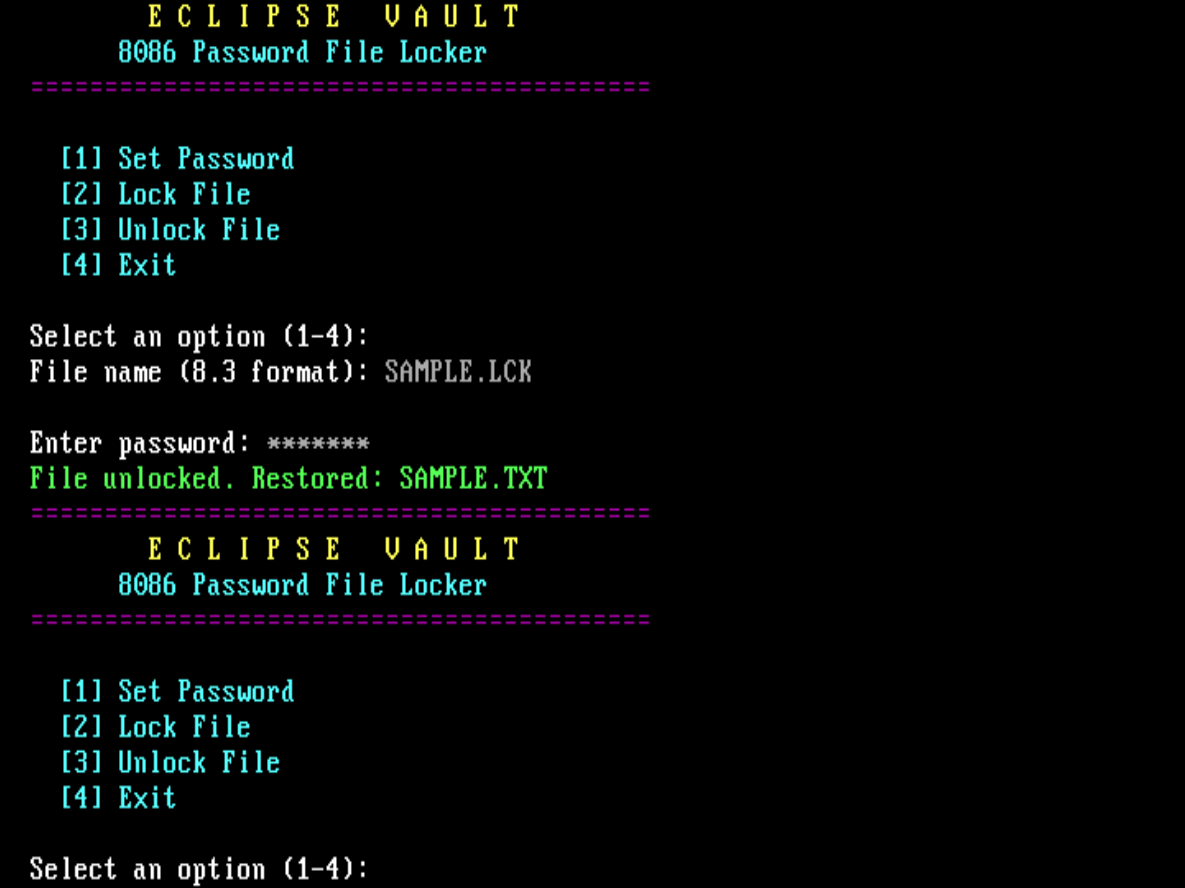 E C L I P S E   V A U L T
8086 Password File Locker
==========================================
[1] Set Password
[2] Lock File
[3] Unlock File
[4] Exit
Select an option (1-4):
File name (8.3 format): SAMPLE.LCK
Enter password: *******
File unlocked. Restored: SAMPLE.TXT
==========================================
E C L I P S E   V A U L T
8086 Password File Locker
==========================================
[1] Set Password
[2] Lock File
[3] Unlock File
[4] Exit
Select an option (1-4):